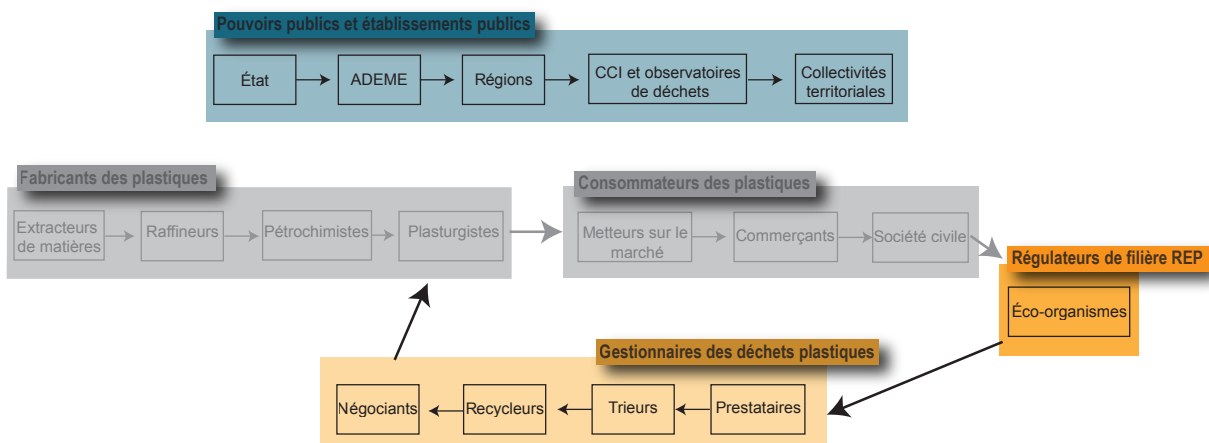 Pouvoirs publics et établissements publics
État
ADEME
Régions
CCI et observatoires
de déchets
Collectivités
territoriales
Fabricants des plastiques
Extracteurs
de matières
Raffineurs
Pétrochimistes
Plasturgistes
Consommateurs des plastiques
Metteurs sur le
marché
Commerçants
Société civile
Régulateurs de filière REP
Éco-organismes
Gestionnaires des déchets plastiques
Négociants
Recycleurs
Trieurs
Prestataires